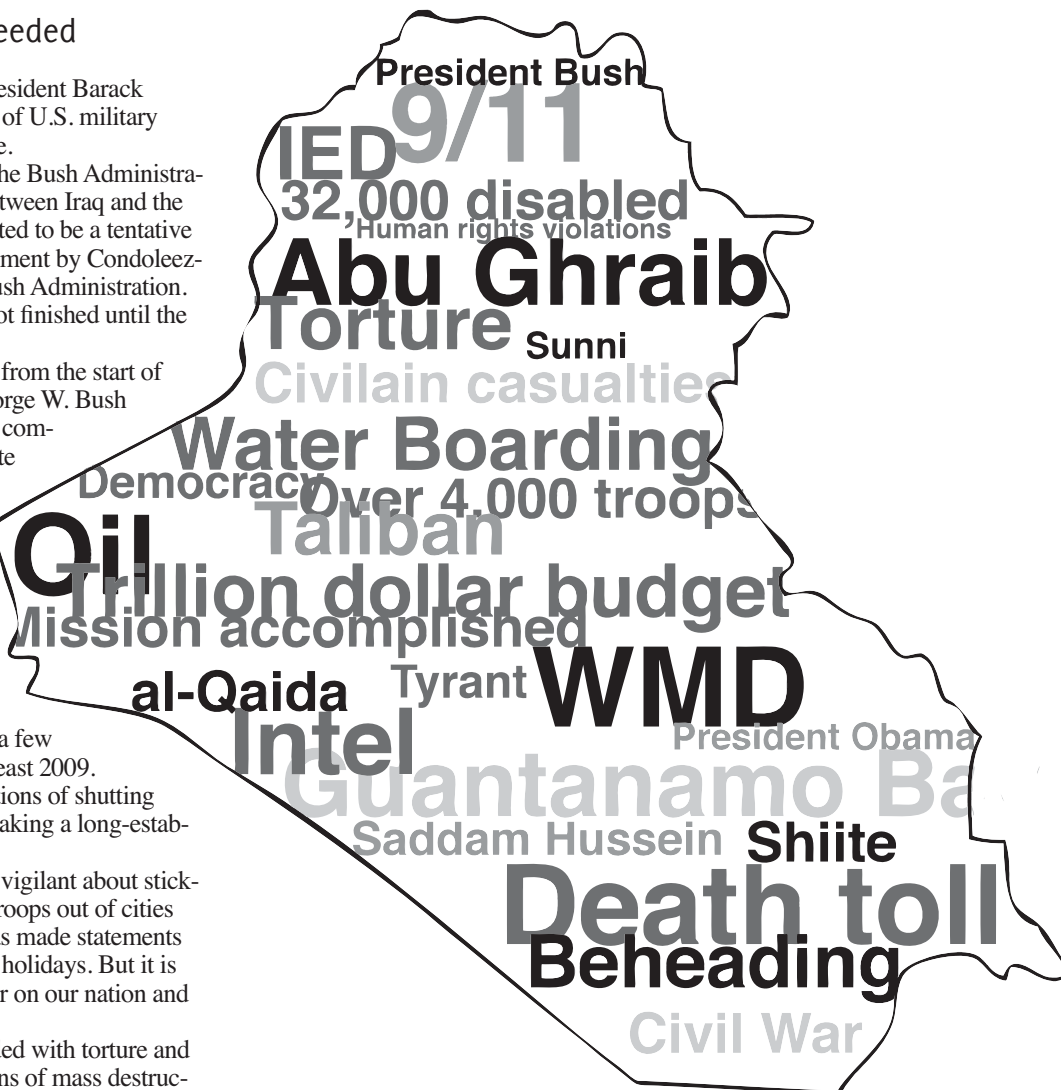 eeded
esident Barack
of U.S. military
e.
he Bush Administra-
tween Iraq and the
ted to be a tentative
ment by Condoleez-
ush Administration.
ot finished until the
from the start of
orge W. Bush
com-
te
a few
east 2009.
ions of shutting
aking a long-estab-
vigilant about stick-
roops out of cities
s made statements
holidays. But it is
r on our nation and
ed with torture and
ns of mass destruc-
President Bush
9/11
IED
32,000 disabled
Human rights violations
Abu Ghraib
Torture
Sunni
Civilain casualties
Water Boarding
Democracy
Over 4,000 troops
Taliban
Oil
Trillion dollar budget
Mission accomplished
WMD
Tyrant
al-Qaida
Intel
President Obama
Guantanamo Ba
Saddam Hussein
Shiite
Death toll
Beheading
Civil War